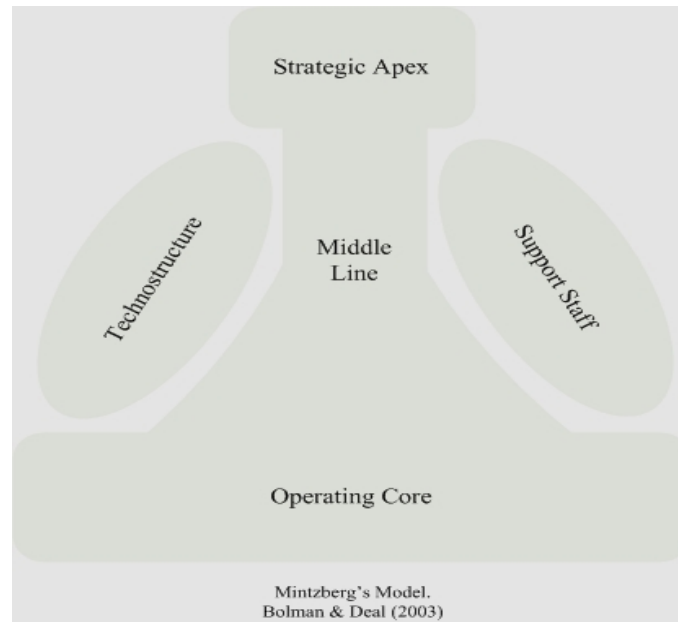 Strategic Apex
Technostructure
Middle
Line
Support Staff
Operating Core
Mintzberg’s Model.
Bolman & Deal (2003)